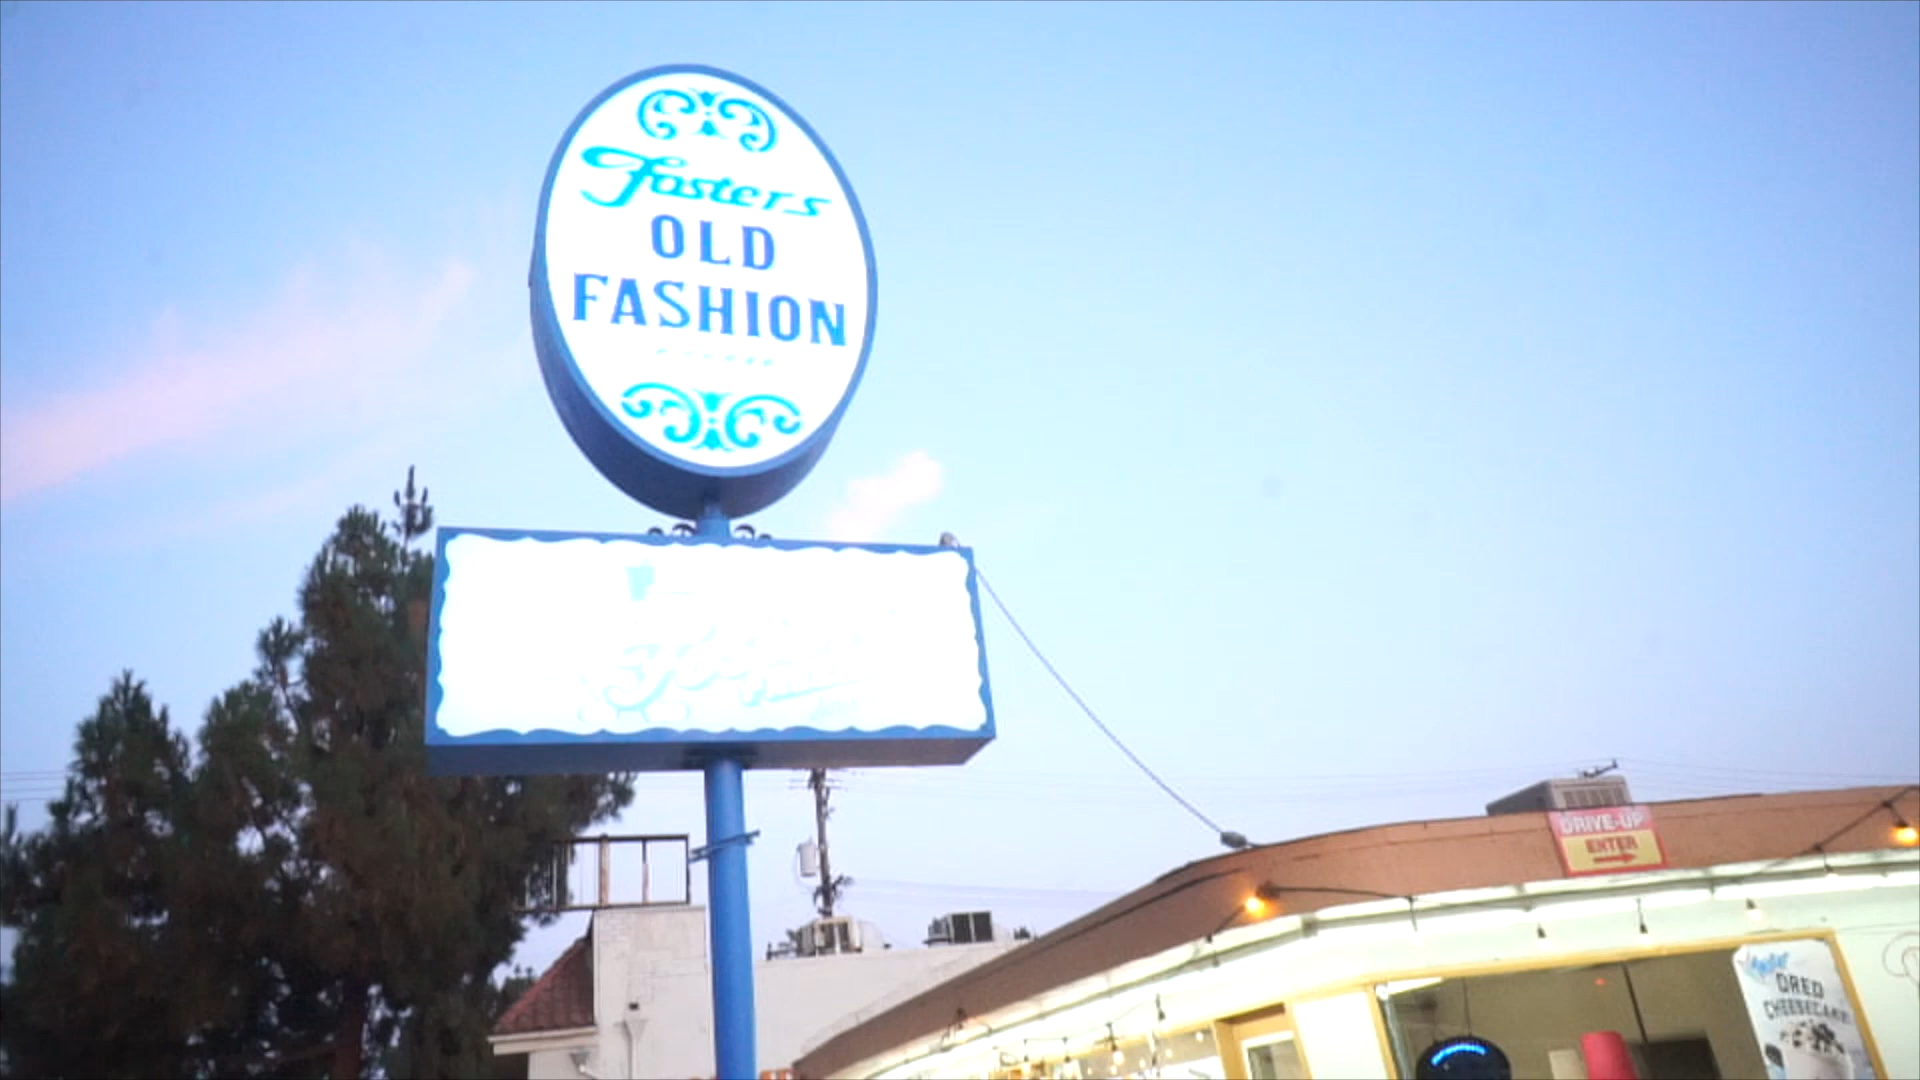 Fosters
OLD
FASHION
DRIVE-UP
ENTER
OREO
CHEESECAKE